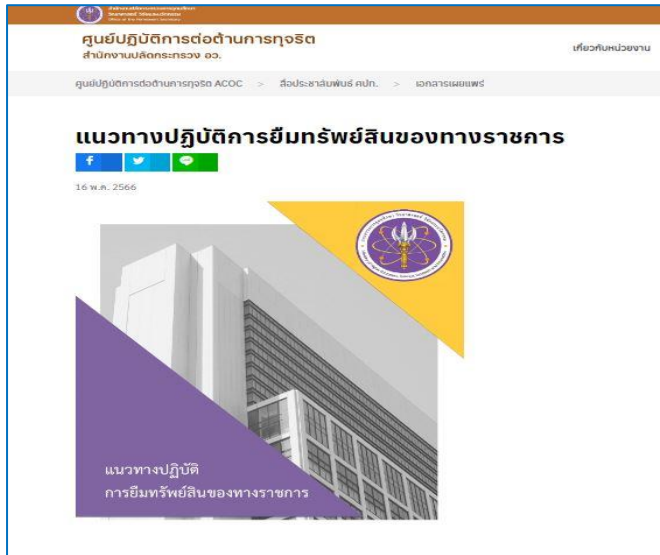 ศูนย์ปฏิบัติการต่อต้านการทุจริต
สำนักงานปลัดกระทรวง อว.
เกี่ยวกับหน่วยงาน
ศูนย์ปฏิบัติการต่อต้านการทุจริต ACOC > สื่อประชาสัมพันธ์ ศปท. > เอกสารเผยแพร่
แนวทางปฏิบัติการยืมทรัพย์สินของทางราชการ
16 พ.ค. 2566
แนวทางปฏิบัติ
การยืมทรัพย์สินของทางราชการ